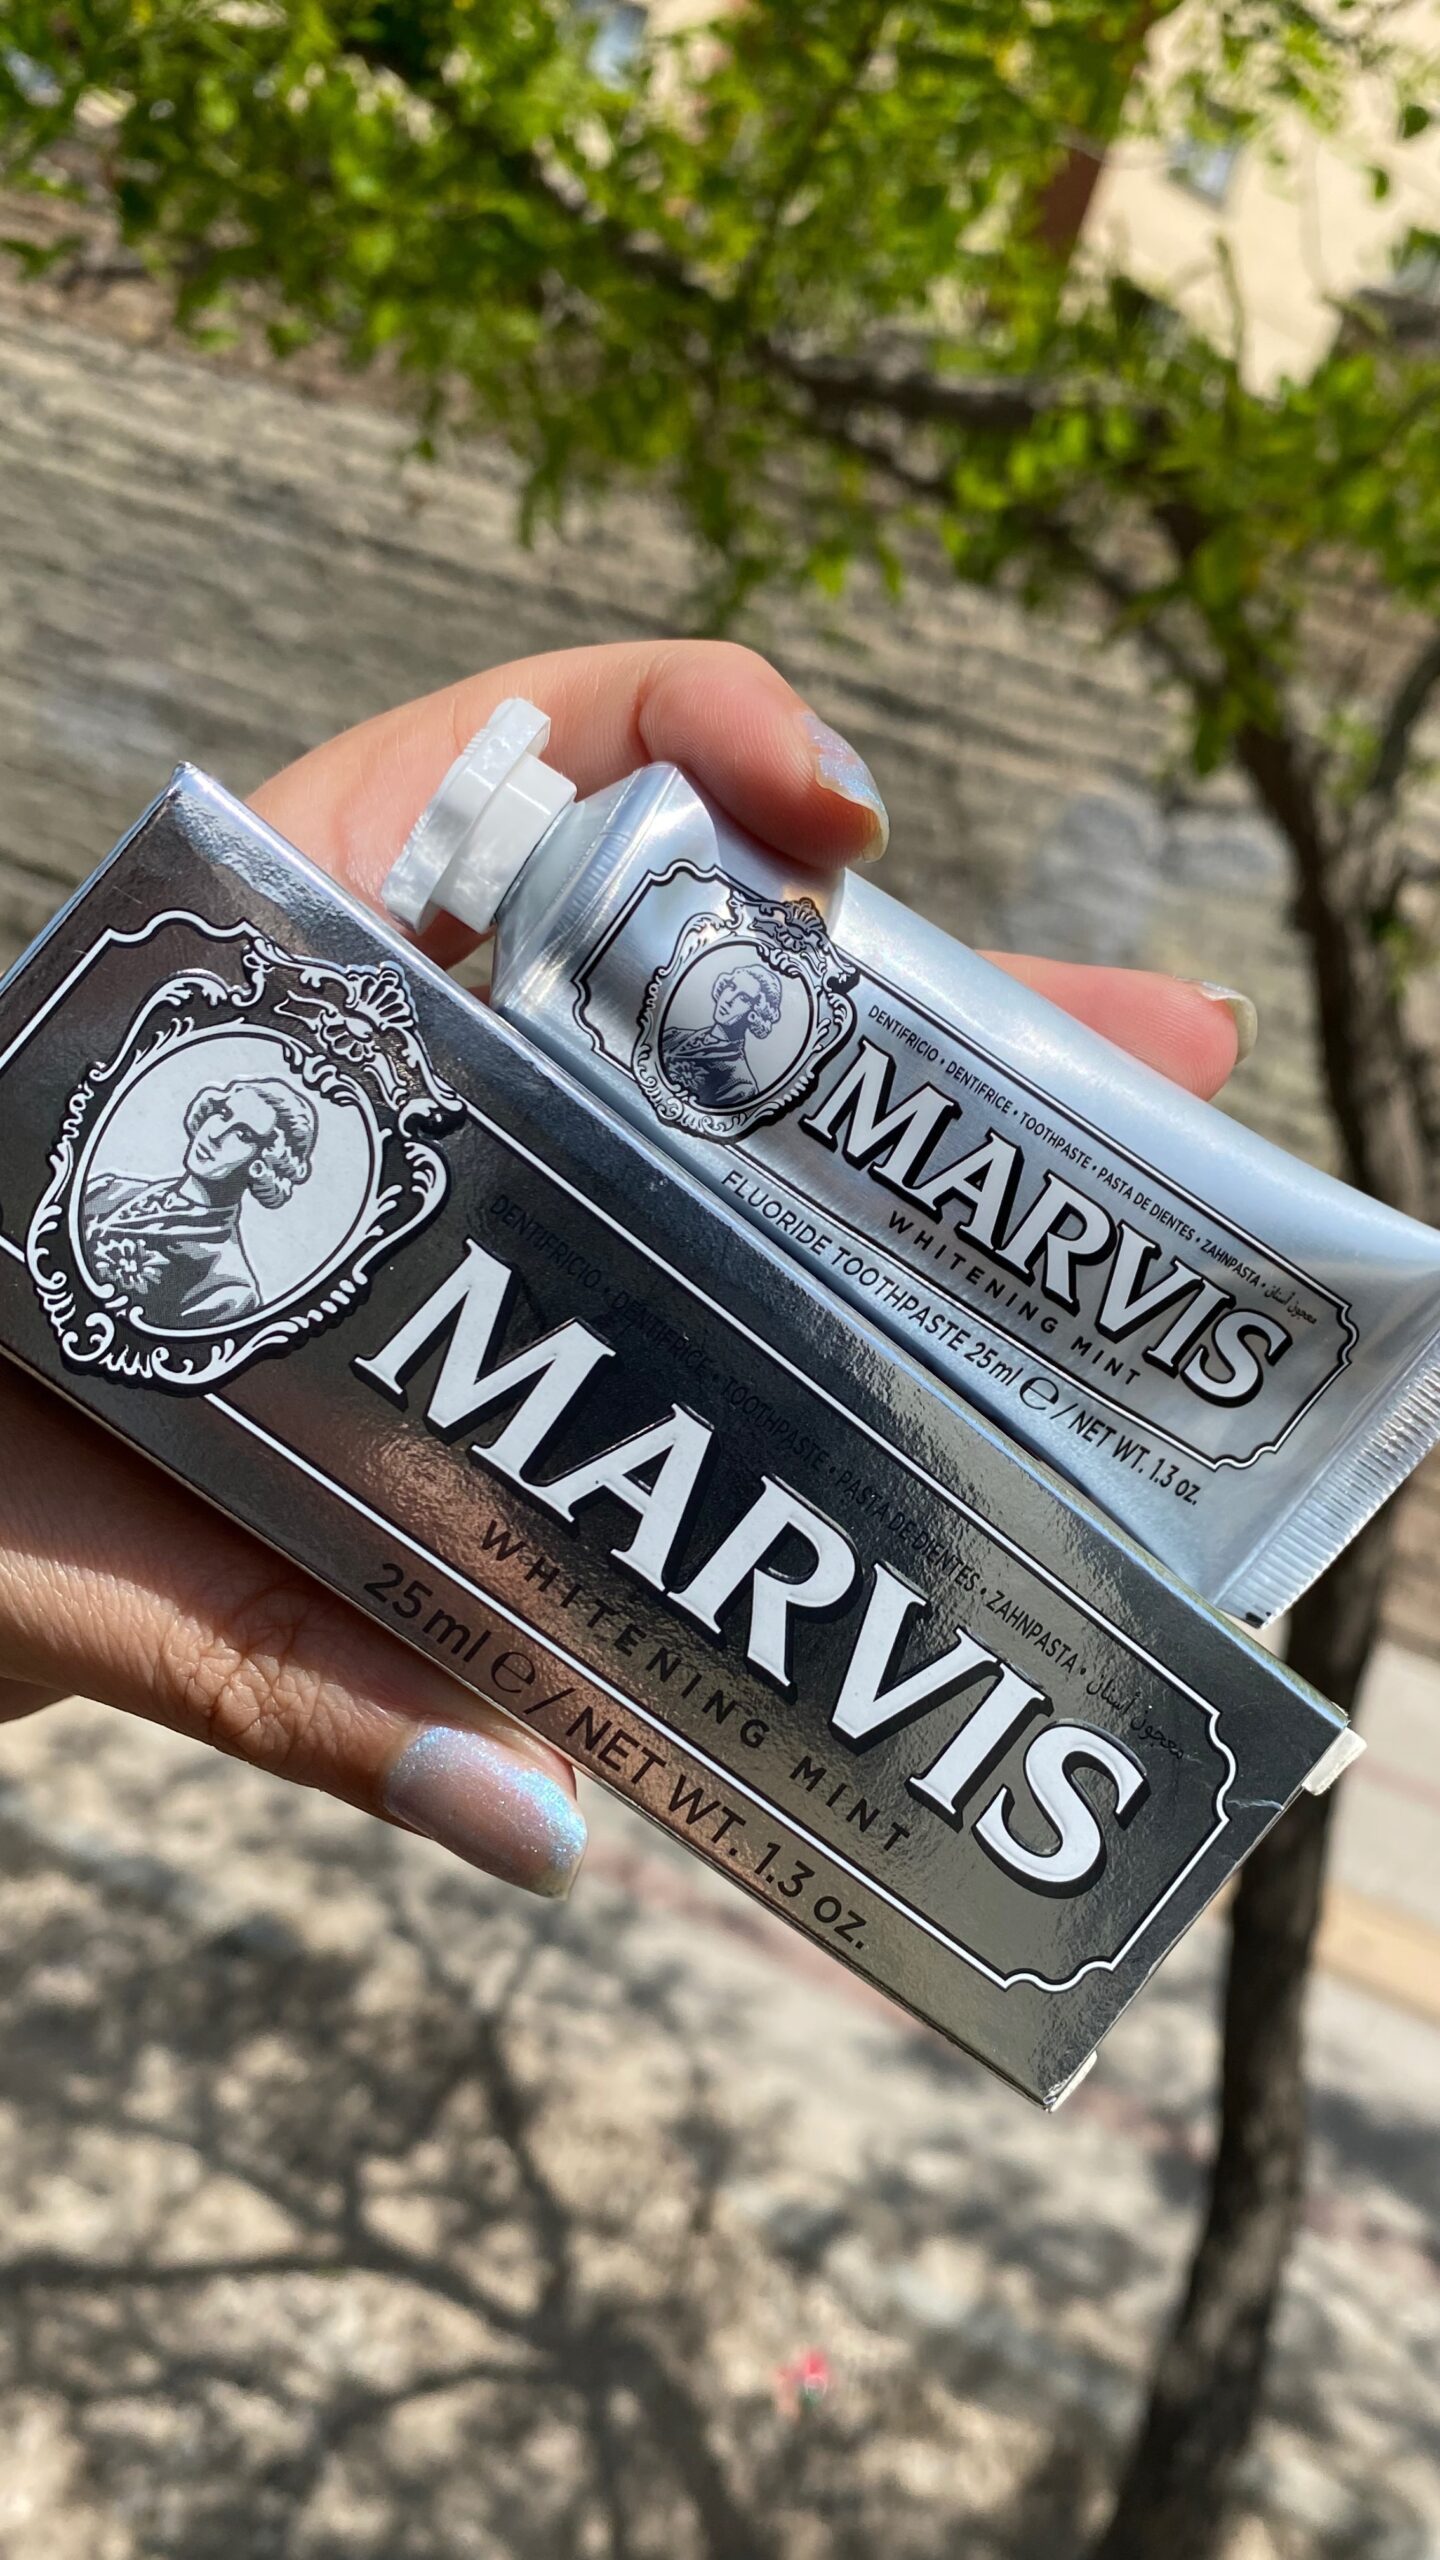 DENTIFRICIO • DENTIFRICE • TOOTHPASTE • PASTA DE DIENTES • ZAHNPASTA • معجون أسنان
MARVIS
WHITENING MINT
FLUORIDE TOOTHPASTE 25ml ℮ / NET WT. 1.3 oz.
DENTIFRICIO • DENTIFRICE • TOOTHPASTE • PASTA DE DIENTES • ZAHNPASTA • معجون أسنان
MARVIS
WHITENING MINT
25ml ℮ / NET WT. 1.3 oz.